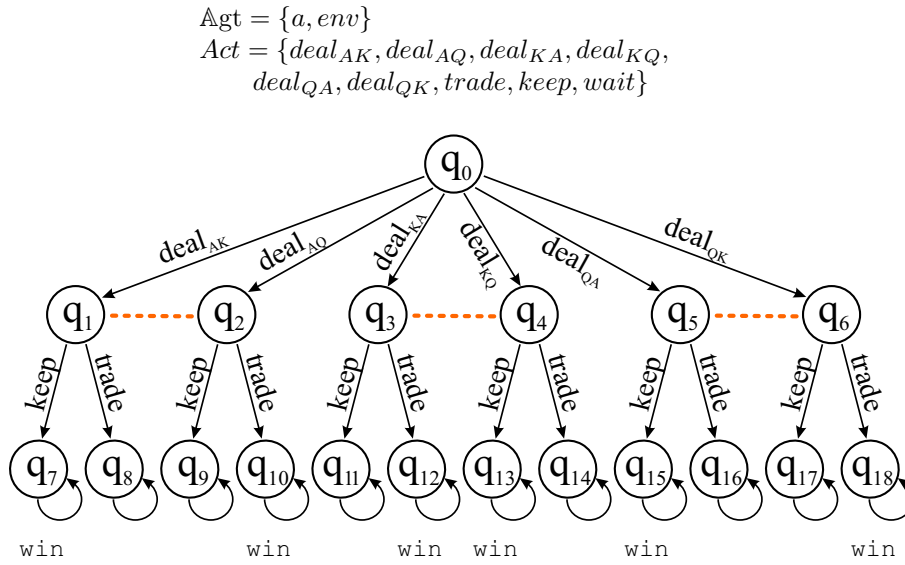 𝔸gt = {a, env}
Act = {deal_AK, deal_AQ, deal_KA, deal_KQ,
deal_QA, deal_QK, trade, keep, wait}
q₀
deal_AK deal_AQ deal_KA deal_KQ deal_QA deal_QK
q₁ q₂ q₃ q₄ q₅ q₆
keep trade keep trade keep trade keep trade keep trade keep trade
q₇ q₈ q₉ q₁₀ q₁₁ q₁₂ q₁₃ q₁₄ q₁₅ q₁₆ q₁₇ q₁₈
win win win win win win